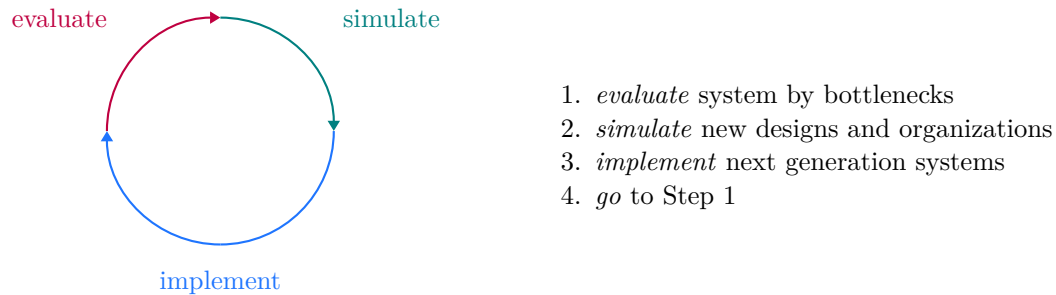 evaluate
simulate
implement
1. evaluate system by bottlenecks
2. simulate new designs and organizations
3. implement next generation systems
4. go to Step 1